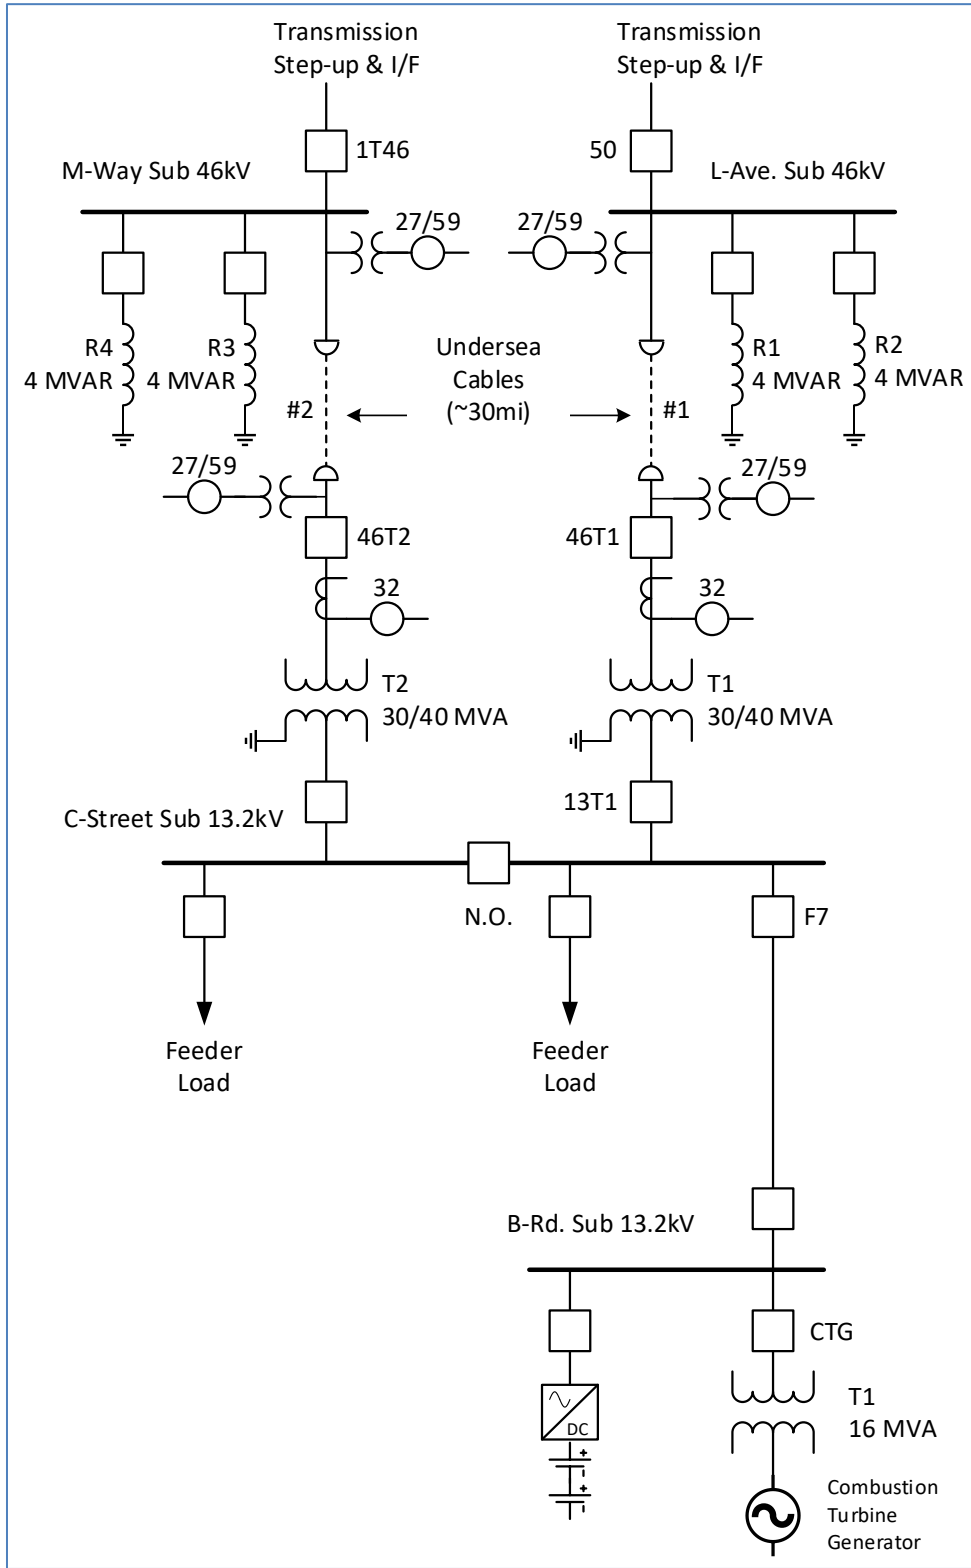 Transmission
Step-up & I/F
Transmission
Step-up & I/F
1T46
50
M-Way Sub 46kV
L-Ave. Sub 46kV
27/59
27/59
R4
4 MVAR
R3
4 MVAR
Undersea
Cables
(~30mi)
R1
4 MVAR
R2
4 MVAR
#2
#1
27/59
27/59
46T2
46T1
32
32
T2
30/40 MVA
T1
30/40 MVA
13T1
C-Street Sub 13.2kV
N.O.
F7
Feeder
Load
Feeder
Load
B-Rd. Sub 13.2kV
CTG
DC
+
-
+
-
T1
16 MVA
Combustion
Turbine
Generator